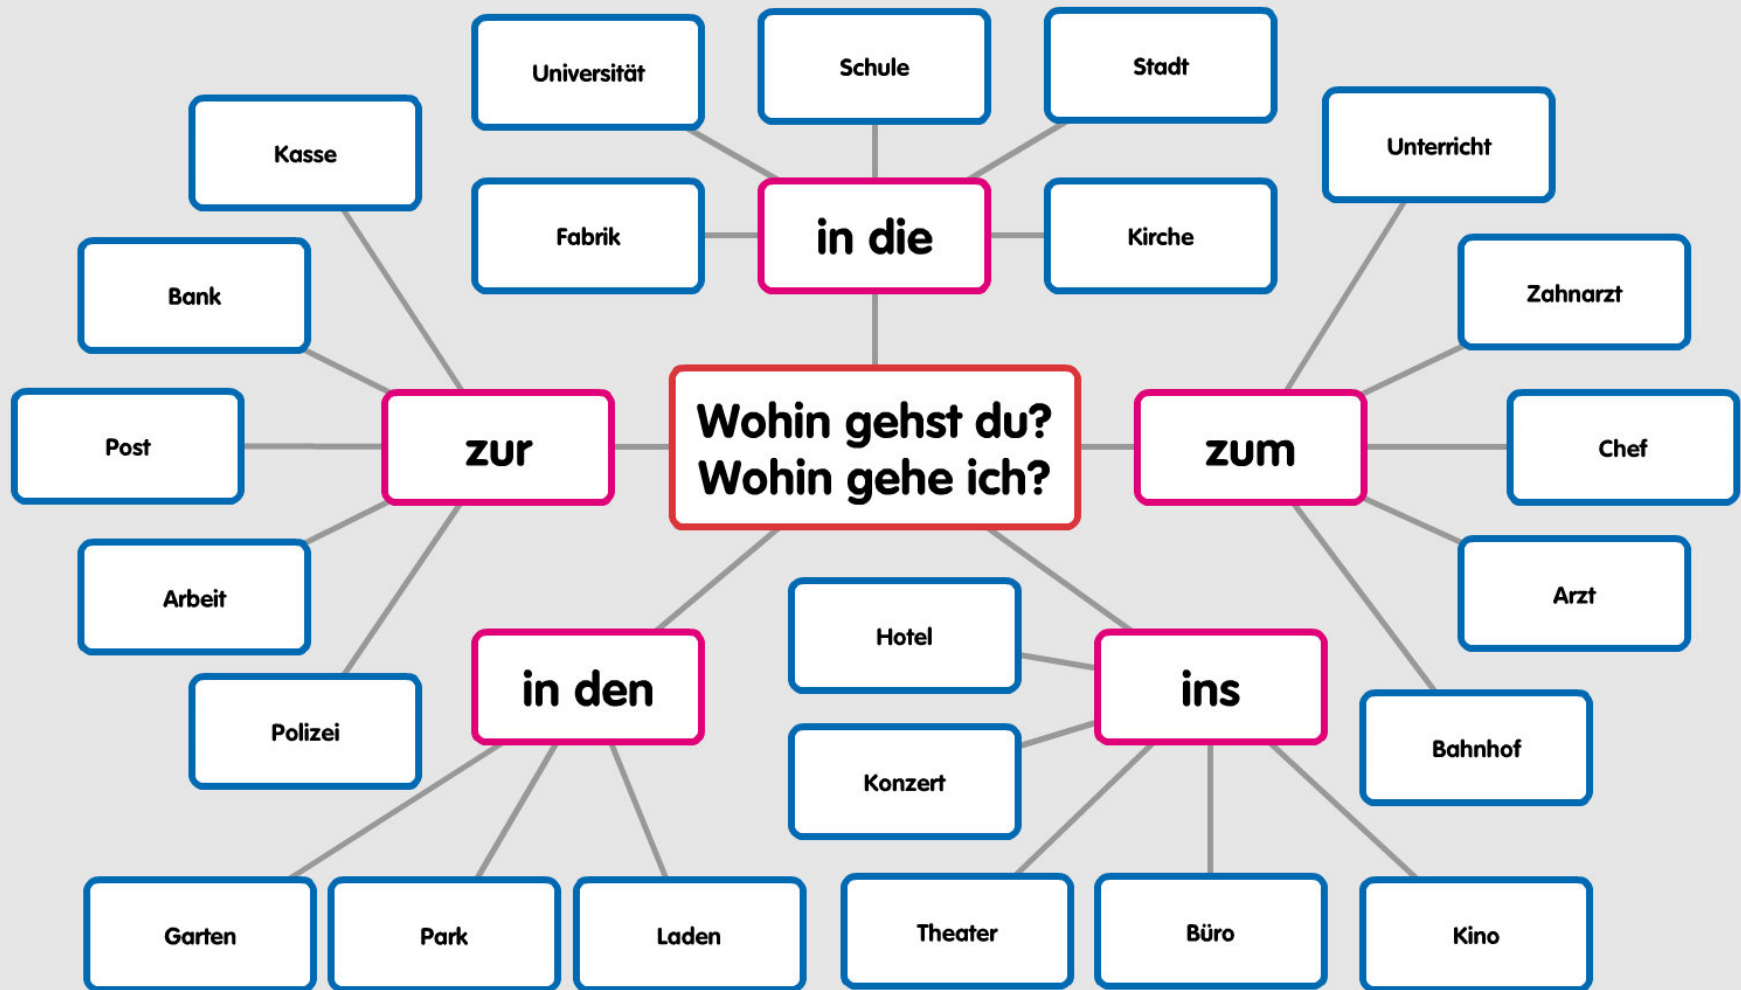 Universität
Schule
Stadt
Kasse
Unterricht
Fabrik
in die
Kirche
Bank
Zahnarzt
Post
zur
Wohin gehst du?
Wohin gehe ich?
zum
Chef
Arbeit
Arzt
Hotel
in den
ins
Polizei
Bahnhof
Konzert
Garten
Park
Laden
Theater
Büro
Kino